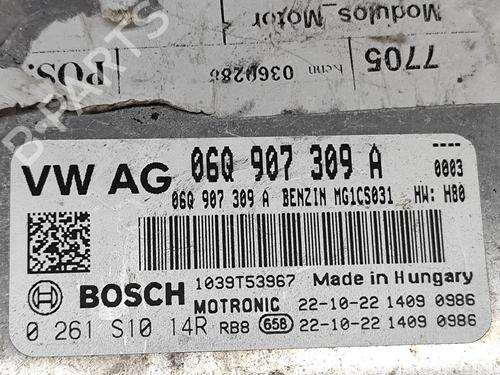 Modulos_Motor
7705
Kenn 0360286
POS.
B-PARTS
VW AG 06Q 907 309 A 0003
06Q 907 309 A BENZIN MG1CS031 HW: H80
1039T53967 Made in Hungary
BOSCH MOTRONIC 22-10-22 1409 0986
0 261 S10 14R RB8 658 22-10-22 1409 0986